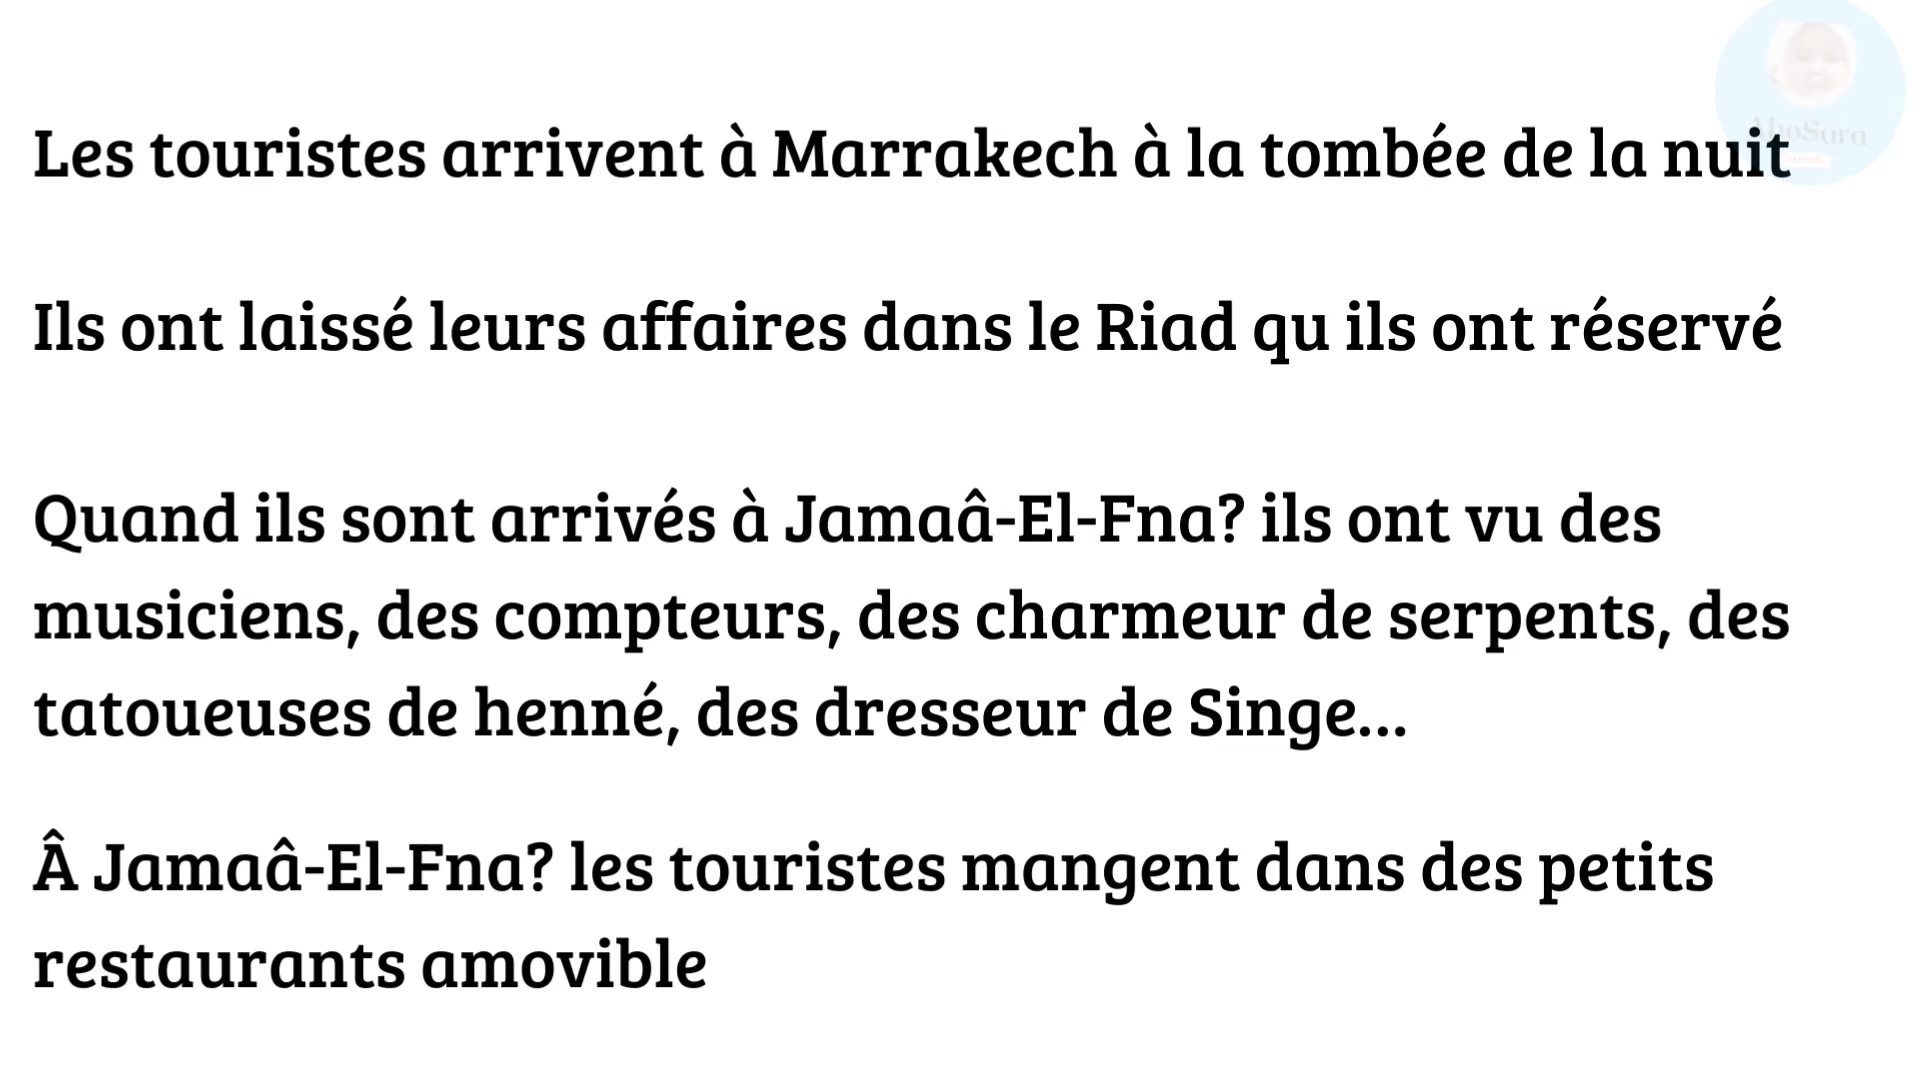 Les touristes arrivent à Marrakech à la tombée de la nuit
Ils ont laissé leurs affaires dans le Riad qu ils ont réservé
Quand ils sont arrivés à Jamaâ-El-Fna? ils ont vu des
musiciens, des compteurs, des charmeur de serpents, des
tatoueuses de henné, des dresseur de Singe...
Â Jamaâ-El-Fna? les touristes mangent dans des petits
restaurants amovible